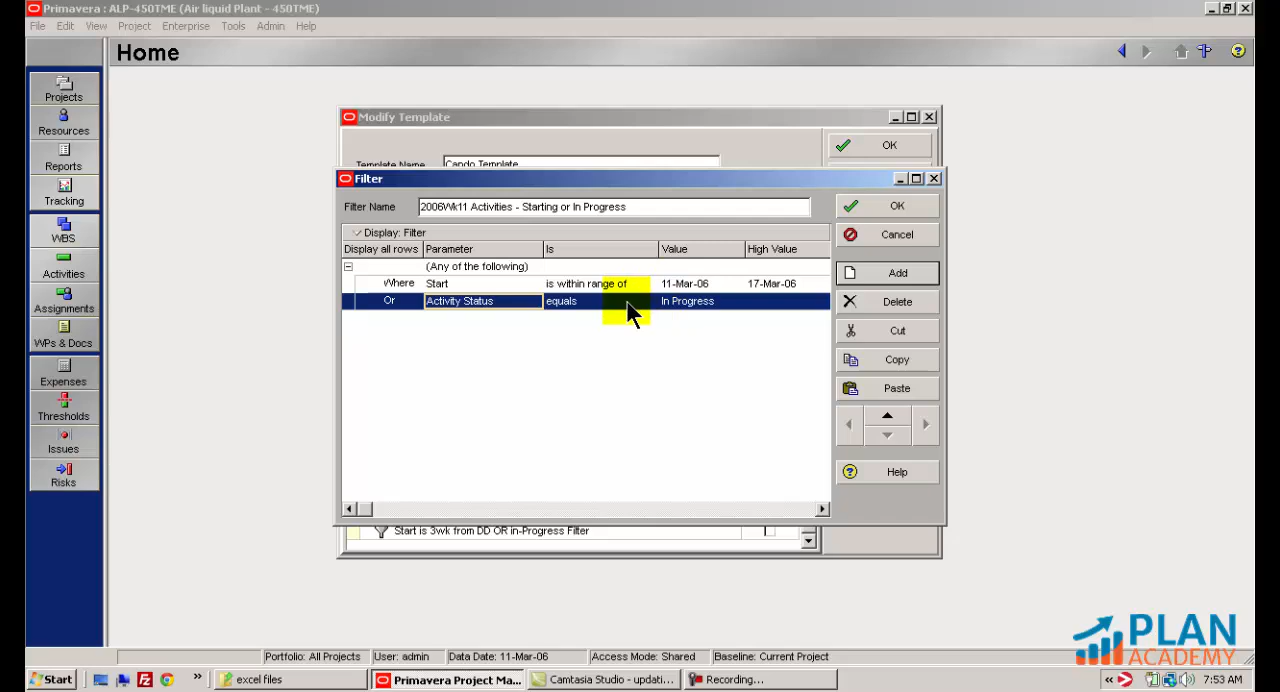 Primavera : ALP-450TME (Air liquid Plant - 450TME)
File Edit View Project Enterprise Tools Admin Help
Home
Projects
Resources
Reports
Tracking
WBS
Activities
Assignments
WPs & Docs
Expenses
Thresholds
Issues
Risks
Modify Template
Template Name Cando Template
OK
Filter
Filter Name 2006Wk11 Activities - Starting or In Progress
Display: Filter
Display all rows Parameter Is Value High Value
(Any of the following)
Where Start is within range of 11-Mar-06 17-Mar-06
Or Activity Status equals In Progress
OK
Cancel
Add
Delete
Cut
Copy
Paste
Help
Start is 3wk from DD OR in-Progress Filter
PLAN
ACADEMY
Portfolio: All Projects User: admin Data Date: 11-Mar-06 Access Mode: Shared Baseline: Current Project
Start » excel files Primavera Project Ma... Camtasia Studio - updati... Recording... « 7:53 AM